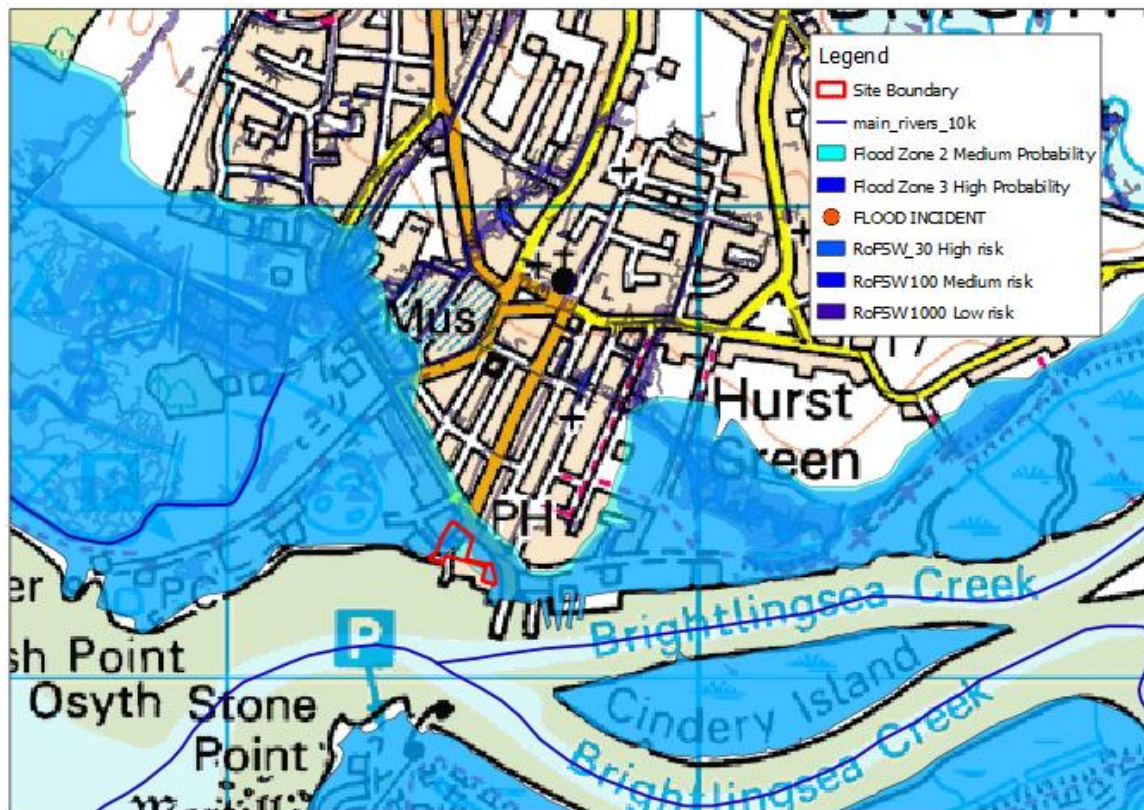 Legend
Site Boundary
main_rivers_10k
Flood Zone 2 Medium Probability
Flood Zone 3 High Probability
FLOOD INCIDENT
RoFSW_30 High risk
RoFSW100 Medium risk
RoFSW1000 Low risk
Mus
Hurst
Green
PH
PC
er
sh Point
P
Brightlingsea Creek
Cindery Island
Osyth Stone
Point
Brightlingsea Creek